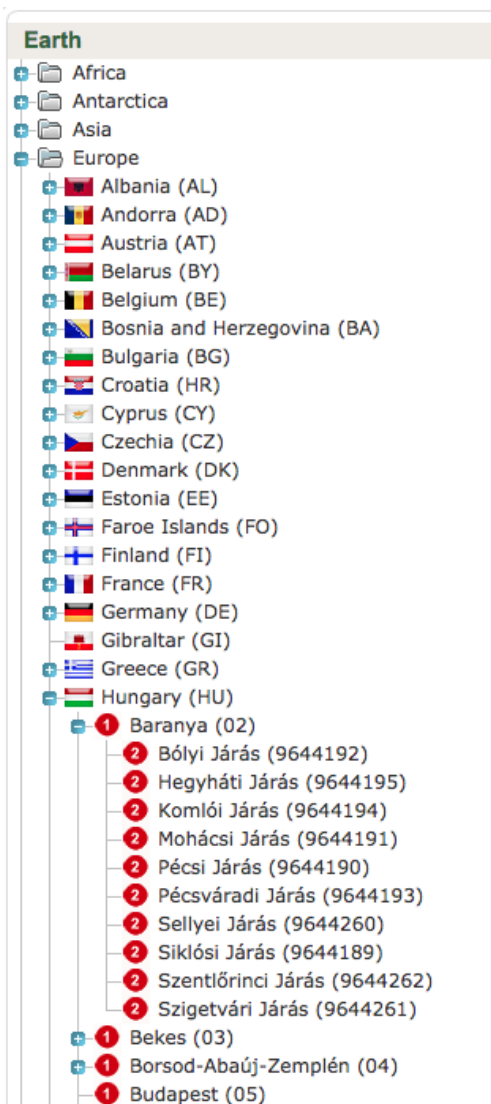 Earth
Africa
Antarctica
Asia
Europe
Albania (AL)
Andorra (AD)
Austria (AT)
Belarus (BY)
Belgium (BE)
Bosnia and Herzegovina (BA)
Bulgaria (BG)
Croatia (HR)
Cyprus (CY)
Czechia (CZ)
Denmark (DK)
Estonia (EE)
Faroe Islands (FO)
Finland (FI)
France (FR)
Germany (DE)
Gibraltar (GI)
Greece (GR)
Hungary (HU)
1 Baranya (02)
2 Bólyi Járás (9644192)
2 Hegyháti Járás (9644195)
2 Komlói Járás (9644194)
2 Mohácsi Járás (9644191)
2 Pécsi Járás (9644190)
2 Pécsváradi Járás (9644193)
2 Sellyei Járás (9644260)
2 Siklósi Járás (9644189)
2 Szentlőrinci Járás (9644262)
2 Szigetvári Járás (9644261)
1 Bekes (03)
1 Borsod-Abaúj-Zemplén (04)
1 Budapest (05)